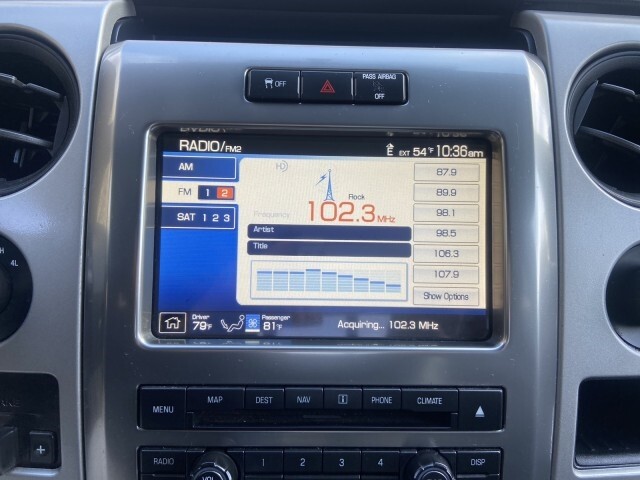 OFF
PASS AIRBAG
OFF
RADIO/FM2
E EXT 54°F 10:36am
AM
FM 1 2
SAT 1 2 3
HD
Rock
Frequency 102.3 MHz
Artist
Title
87.9
89.9
98.1
98.5
106.3
107.9
Show Options
Driver
79°F
Passenger
81°F
Acquiring... 102.3 MHz
4L
MENU
MAP
DEST
NAV
i
PHONE
CLIMATE
RADIO
VOL
1
2
3
4
DISP
+